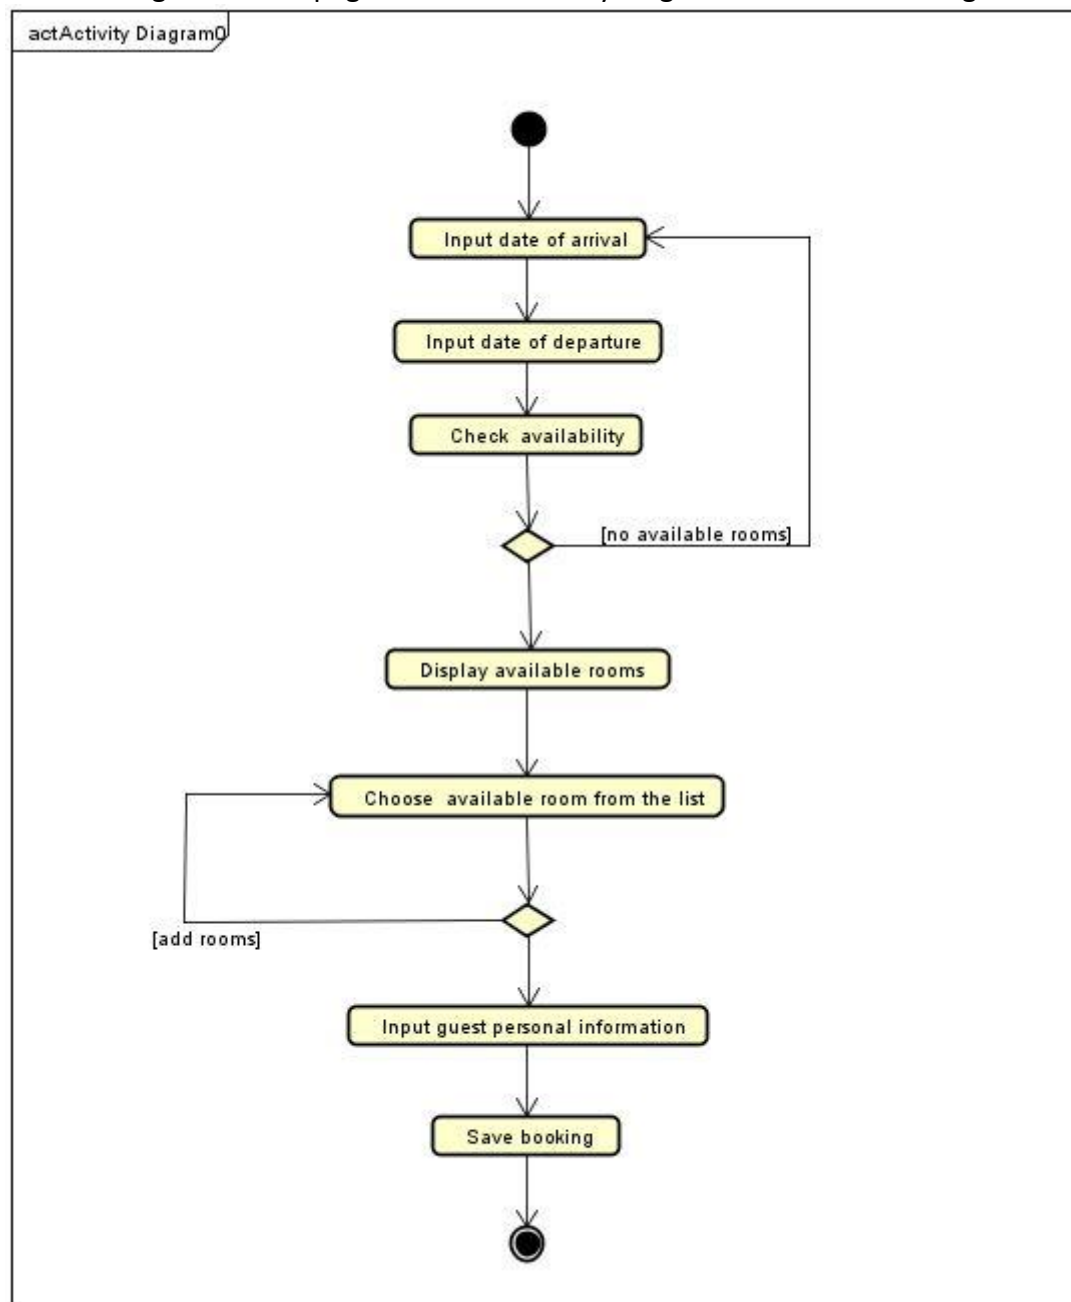 actActivity Diagram0
Input date of arrival
Input date of departure
Check availability
[no available rooms]
Display available rooms
Choose available room from the list
[add rooms]
Input guest personal information
Save booking